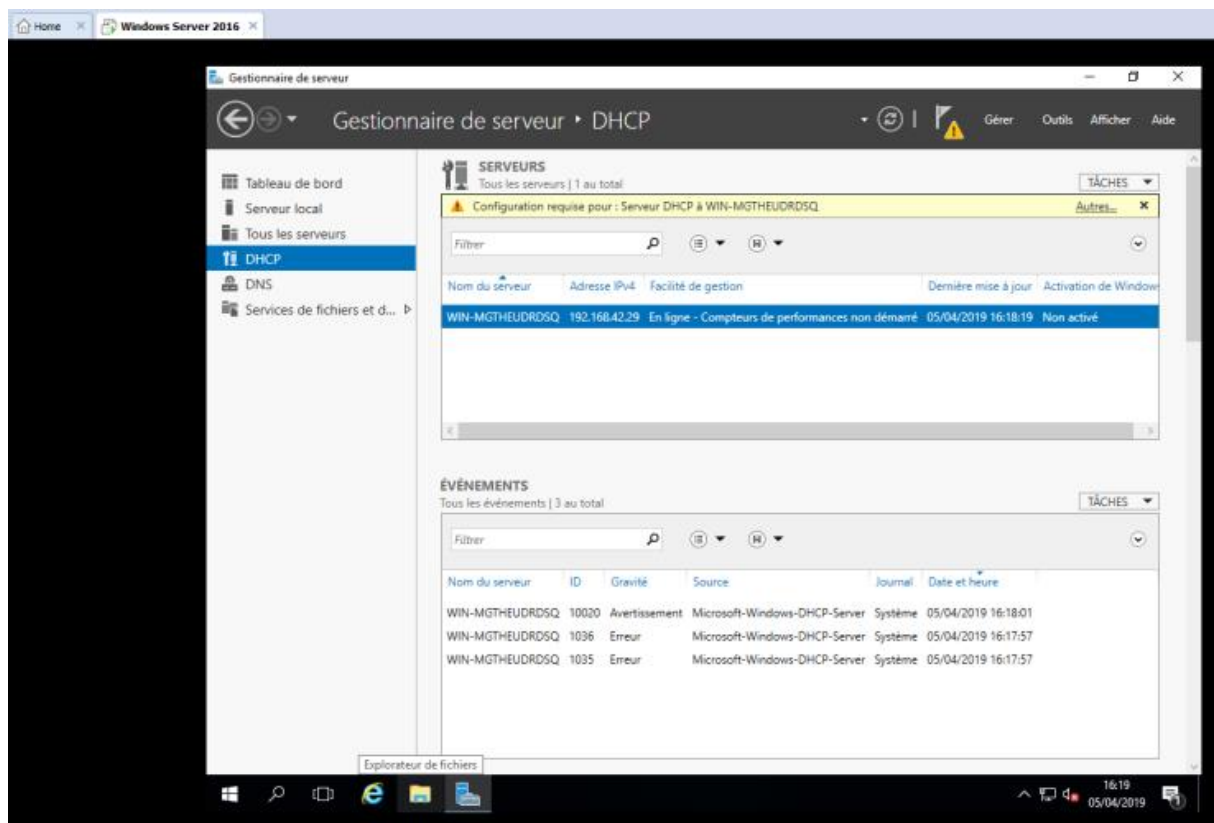 Home
Windows Server 2016
Gestionnaire de serveur
Gestionnaire de serveur • DHCP
Gérer Outils Afficher Aide
Tableau de bord
Serveur local
Tous les serveurs
DHCP
DNS
Services de fichiers et d...
SERVEURS
Tous les serveurs | 1 au total
TÂCHES
Configuration requise pour : Serveur DHCP à WIN-MGTHEUDRDSQ
Autres...
Filtrer
Nom du serveur Adresse IPv4 Facilité de gestion Dernière mise à jour Activation de Window
WIN-MGTHEUDRDSQ 192.168.42.29 En ligne - Compteurs de performances non démarré 05/04/2019 16:18:19 Non activé
ÉVÉNEMENTS
Tous les événements | 3 au total
TÂCHES
Filtrer
Nom du serveur ID Gravité Source Journal Date et heure
WIN-MGTHEUDRDSQ 10020 Avertissement Microsoft-Windows-DHCP-Server Système 05/04/2019 16:18:01
WIN-MGTHEUDRDSQ 1036 Erreur Microsoft-Windows-DHCP-Server Système 05/04/2019 16:17:57
WIN-MGTHEUDRDSQ 1035 Erreur Microsoft-Windows-DHCP-Server Système 05/04/2019 16:17:57
Explorateur de fichiers
16:19
05/04/2019